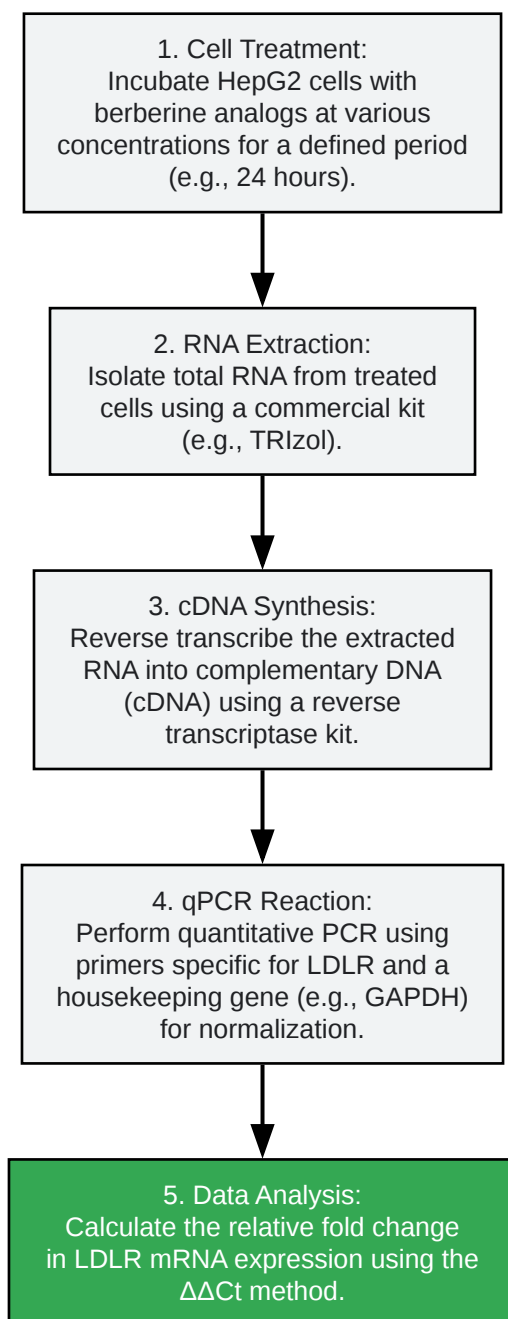 1. Cell Treatment:
Incubate HepG2 cells with
berberine analogs at various
concentrations for a defined period
(e.g., 24 hours).
2. RNA Extraction:
Isolate total RNA from treated
cells using a commercial kit
(e.g., TRIzol).
3. cDNA Synthesis:
Reverse transcribe the extracted
RNA into complementary DNA
(cDNA) using a reverse
transcriptase kit.
4. qPCR Reaction:
Perform quantitative PCR using
primers specific for LDLR and a
housekeeping gene (e.g., GAPDH)
for normalization.
5. Data Analysis:
Calculate the relative fold change
in LDLR mRNA expression using the
ΔΔCt method.